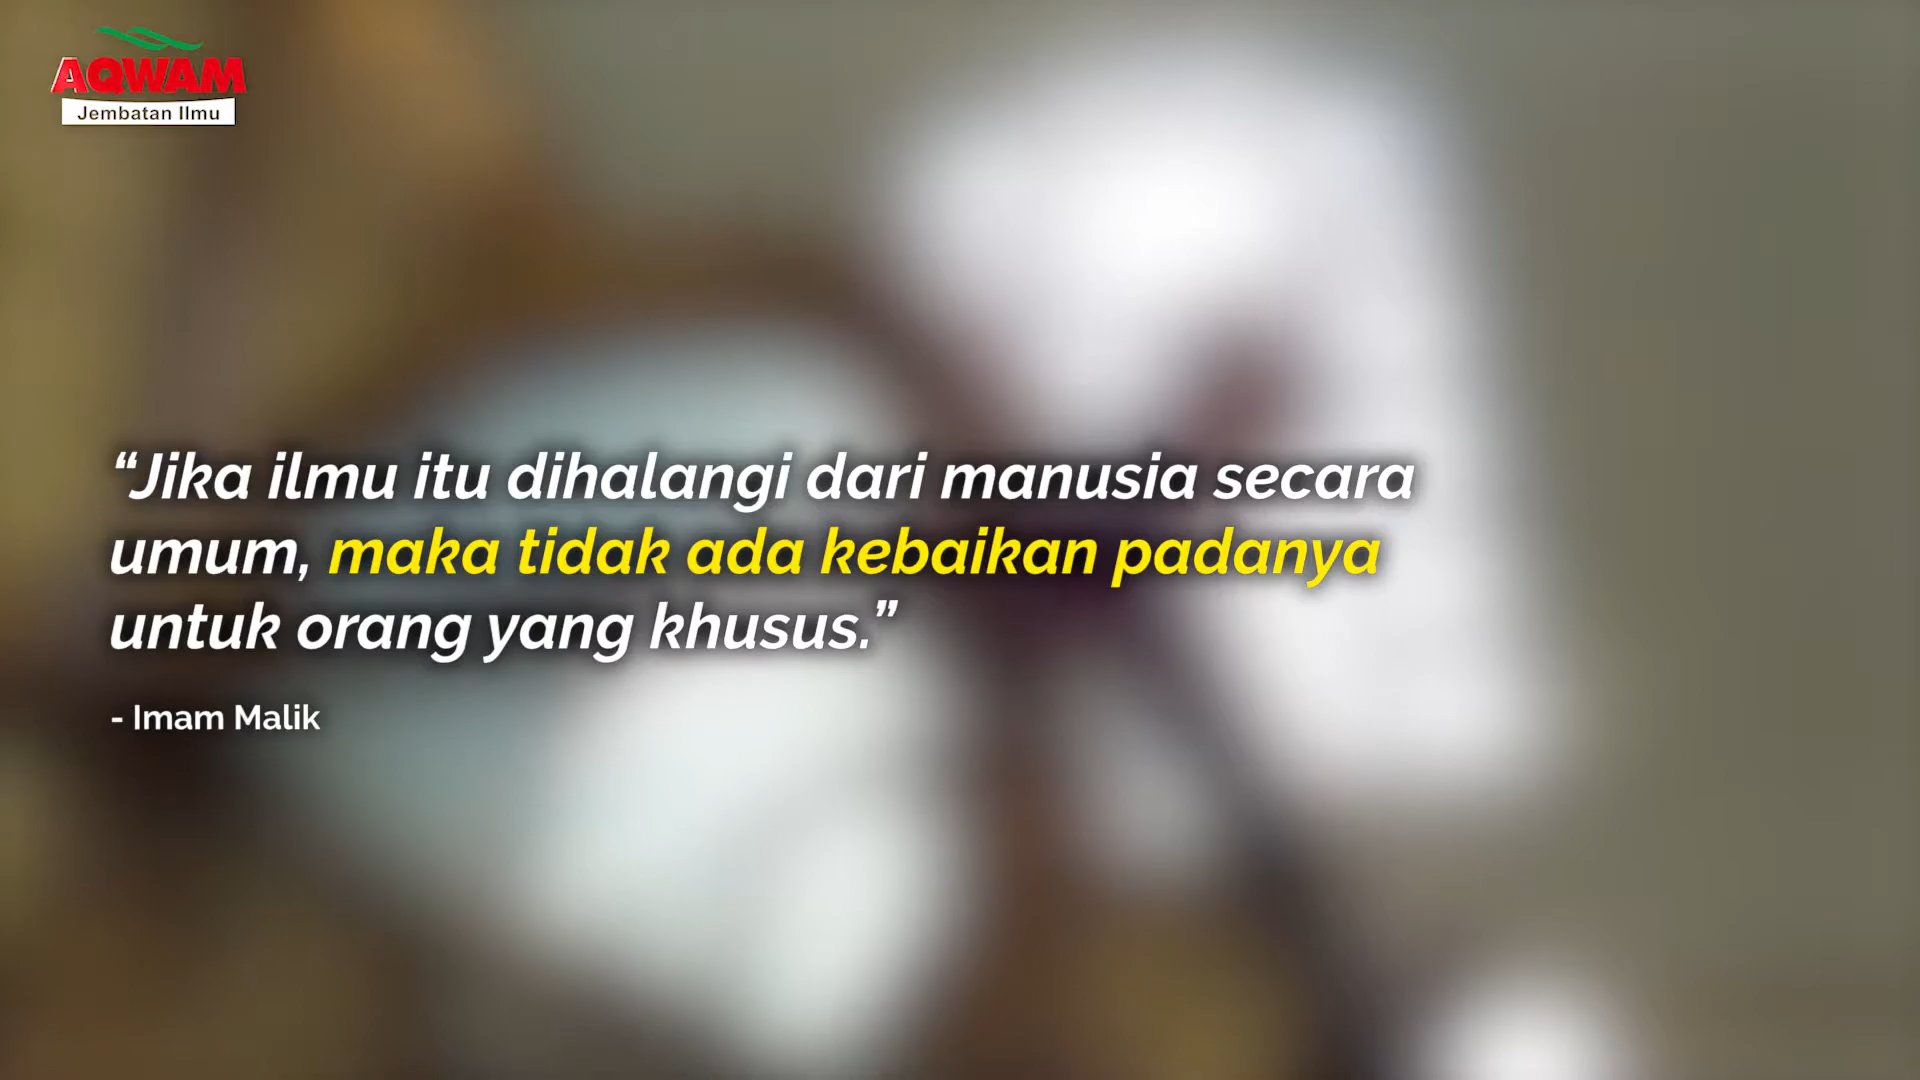 AQWAM
Jembatan Ilmu
“Jika ilmu itu dihalangi dari manusia secara
umum, maka tidak ada kebaikan padanya
untuk orang yang khusus.”
- Imam Malik